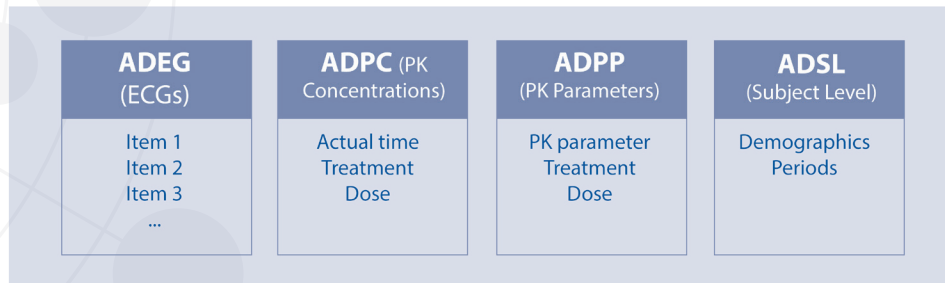 ADEG
(ECGs)
Item 1
Item 2
Item 3
...
ADPC (PK
Concentrations)
Actual time
Treatment
Dose
ADPP
(PK Parameters)
PK parameter
Treatment
Dose
ADSL
(Subject Level)
Demographics
Periods